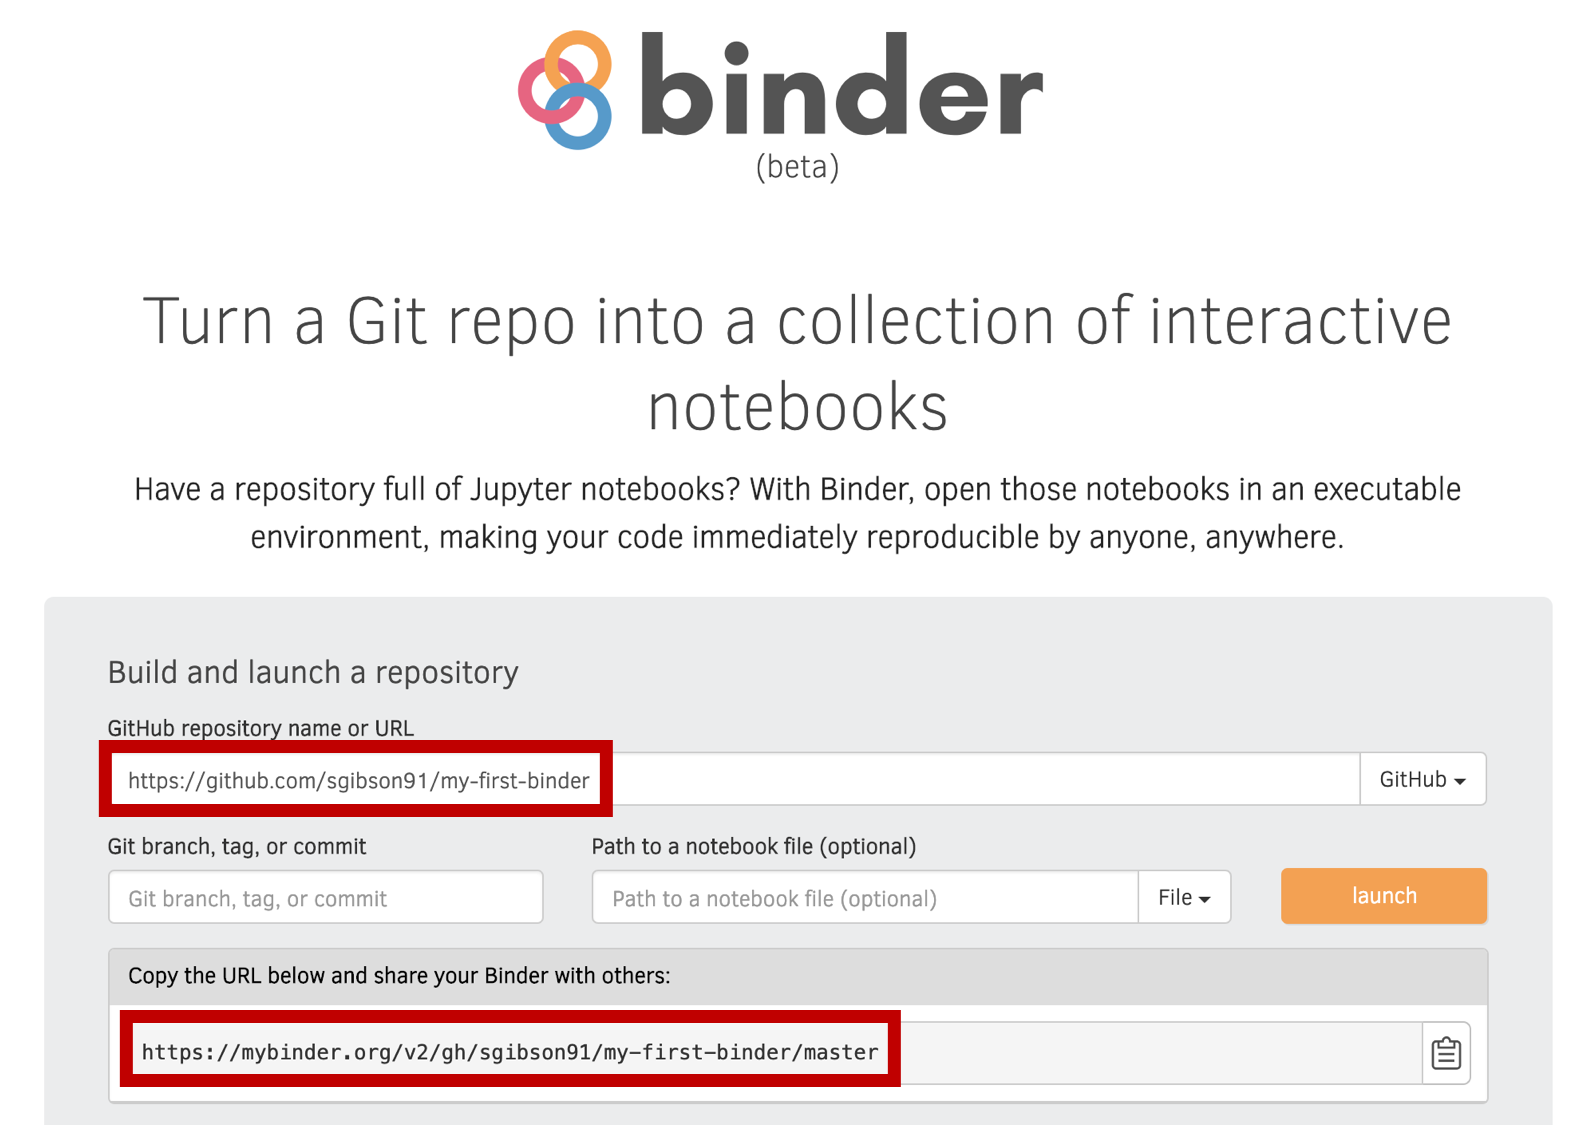 binder
(beta)
Turn a Git repo into a collection of interactive
notebooks
Have a repository full of Jupyter notebooks? With Binder, open those notebooks in an executable
environment, making your code immediately reproducible by anyone, anywhere.
Build and launch a repository
GitHub repository name or URL
https://github.com/sgibson91/my-first-binder
GitHub
Git branch, tag, or commit
Path to a notebook file (optional)
Git branch, tag, or commit
Path to a notebook file (optional)
File
launch
Copy the URL below and share your Binder with others:
https://mybinder.org/v2/gh/sgibson91/my-first-binder/master